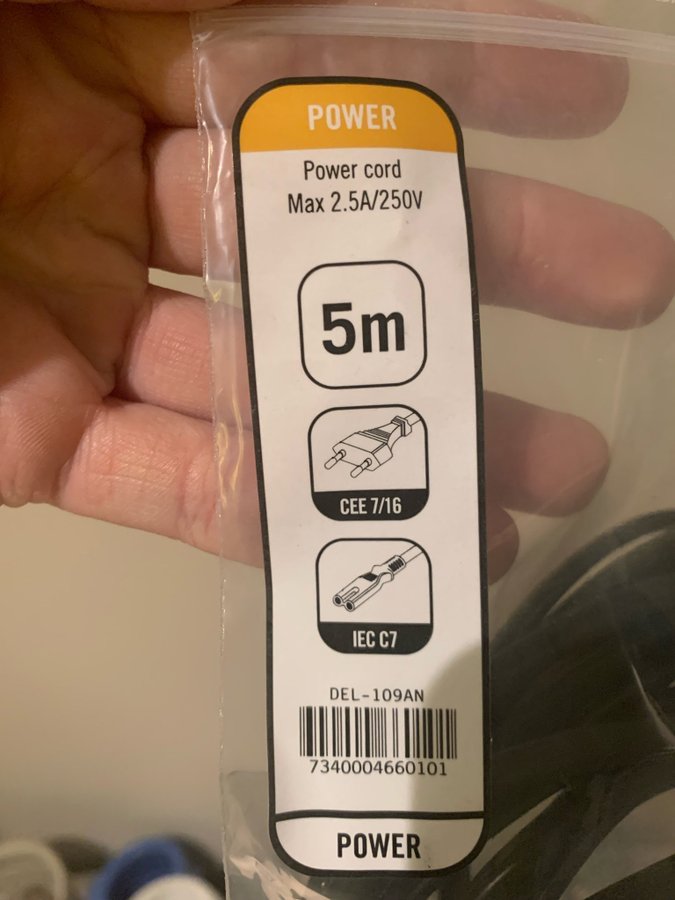 POWER
Power cord
Max 2.5A/250V
5m
CEE 7/16
IEC C7
DEL-109AN
7340004660101
POWER